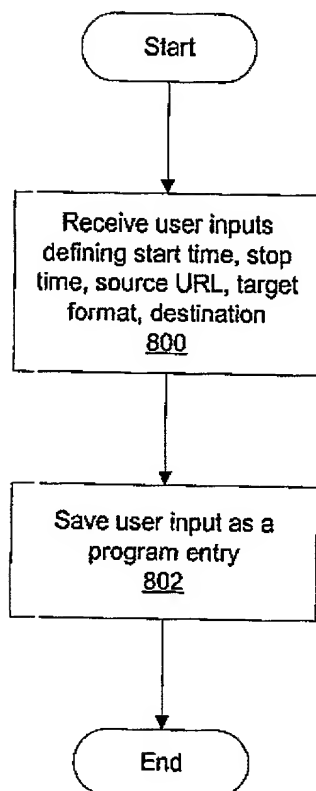 Start
Receive user inputs
defining start time, stop
time, source URL, target
format, destination
800
Save user input as a
program entry
802
End